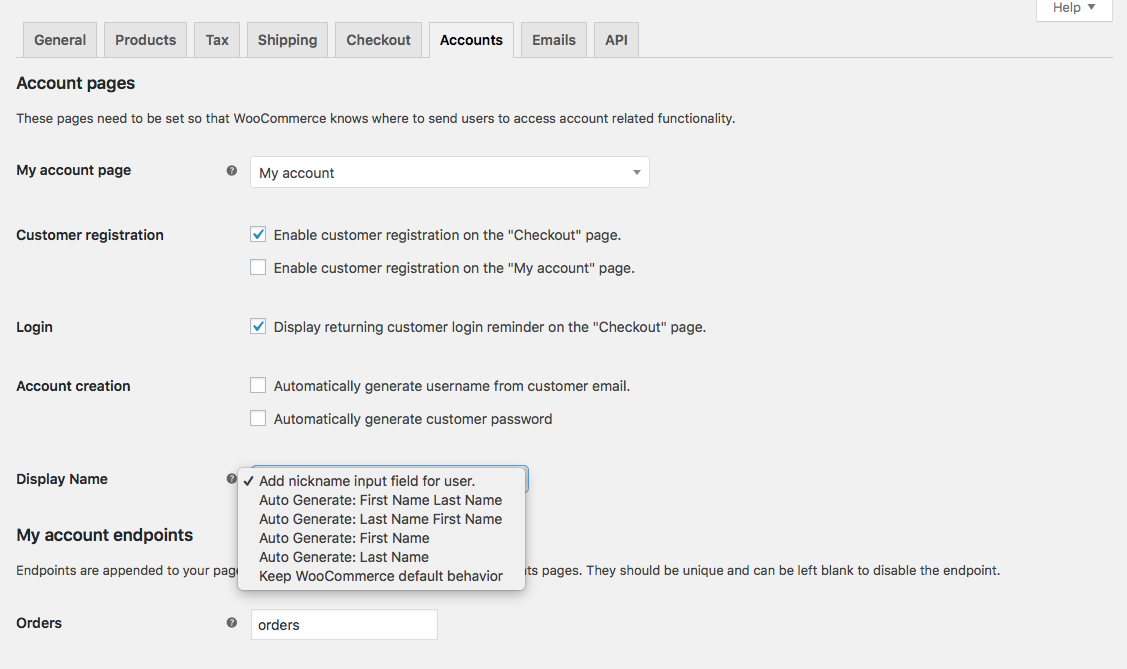 Help
General Products Tax Shipping Checkout Accounts Emails API
Account pages
These pages need to be set so that WooCommerce knows where to send users to access account related functionality.
My account page ? My account
Customer registration Enable customer registration on the "Checkout" page.
Enable customer registration on the "My account" page.
Login Display returning customer login reminder on the "Checkout" page.
Account creation Automatically generate username from customer email.
Automatically generate customer password
Display Name ? Add nickname input field for user.
Auto Generate: First Name Last Name
Auto Generate: Last Name First Name
Auto Generate: First Name
Auto Generate: Last Name
Keep WooCommerce default behavior
My account endpoints
Endpoints are appended to your pag pages. They should be unique and can be left blank to disable the endpoint.
Orders ? orders